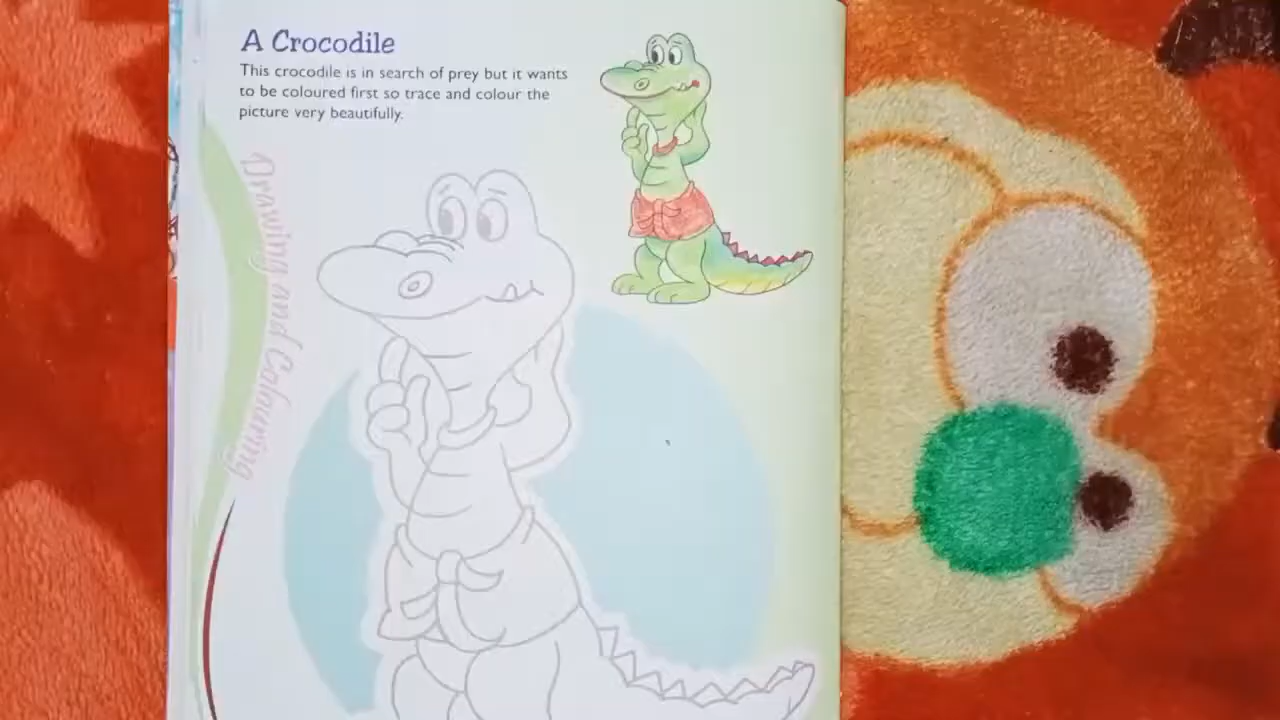 A Crocodile
This crocodile is in search of prey but it wants
to be coloured first so trace and colour the
picture very beautifully.
Drawing and Colouring